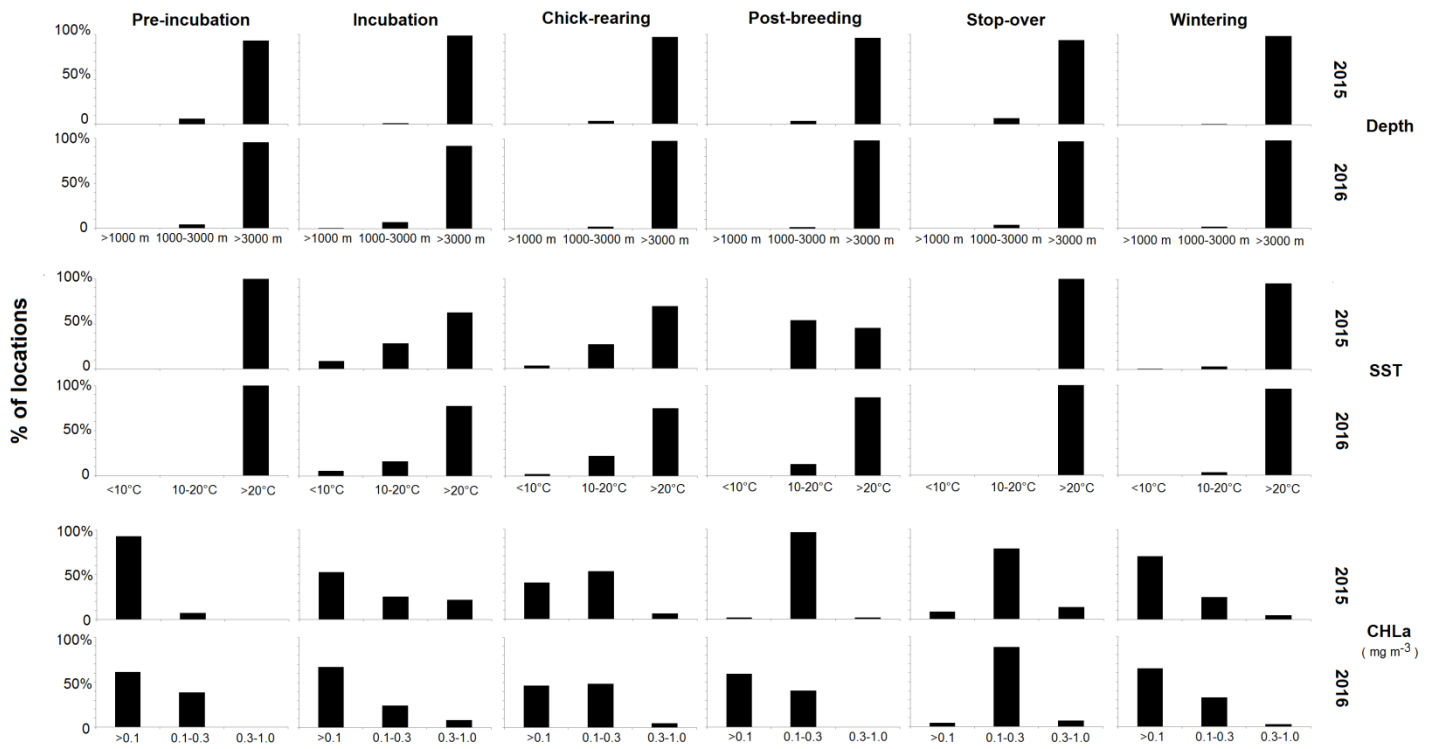 Pre-incubation Incubation Chick-rearing Post-breeding Stop-over Wintering
100%
50%
0
2015
Depth
100%
50%
0
2016
>1000 m 1000-3000 m >3000 m >1000 m 1000-3000 m >3000 m >1000 m 1000-3000 m >3000 m >1000 m 1000-3000 m >3000 m >1000 m 1000-3000 m >3000 m >1000 m 1000-3000 m >3000 m
% of locations
100%
50%
0
2015
SST
100%
50%
0
2016
<10°C 10-20°C >20°C <10°C 10-20°C >20°C <10°C 10-20°C >20°C <10°C 10-20°C >20°C <10°C 10-20°C >20°C <10°C 10-20°C >20°C
100%
50%
0
2015
CHLa
( mg m-3 )
100%
50%
0
2016
>0.1 0.1-0.3 0.3-1.0 >0.1 0.1-0.3 0.3-1.0 >0.1 0.1-0.3 0.3-1.0 >0.1 0.1-0.3 0.3-1.0 >0.1 0.1-0.3 0.3-1.0 >0.1 0.1-0.3 0.3-1.0